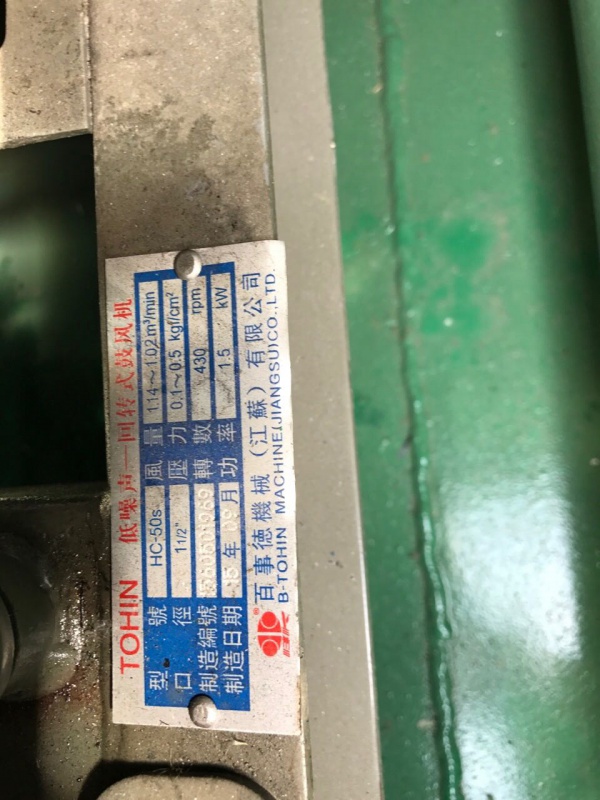 TOHIN 低噪声—回转式鼓风机
型號 HC-50s 風量 1.14～1.02 m³/min
口徑 1 1/2" 壓力 0.1～0.5 kgf/cm²
制造編號 轉數 430 rpm
制造日期 15 年 09 月 功率 1.5 kW
百事德機械（江蘇）有限公司
B-TOHIN MACHINE(JIANGSU)CO.,LTD.